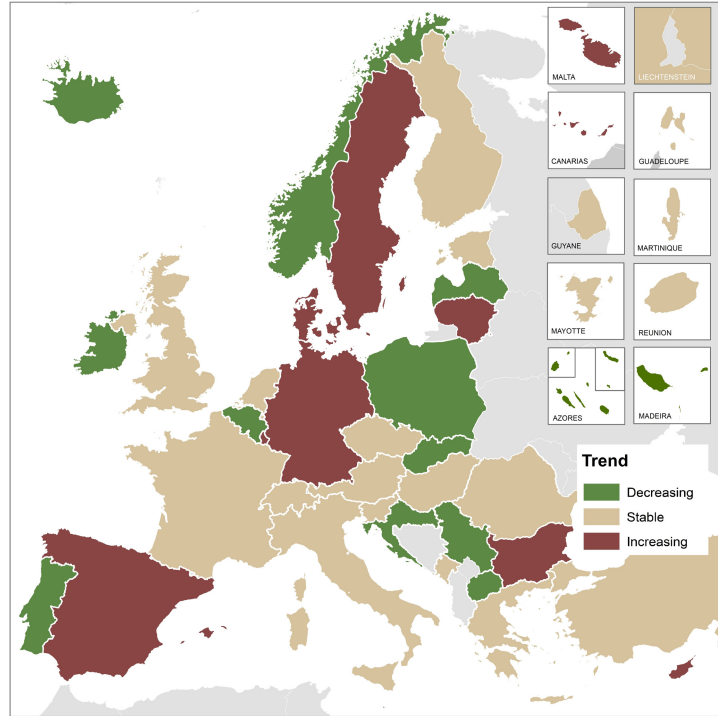 MALTA
LIECHTENSTEIN
CANARIAS
GUADELOUPE
GUYANE
MARTINIQUE
MAYOTTE
REUNION
AZORES
MADEIRA
Trend
Decreasing
Stable
Increasing